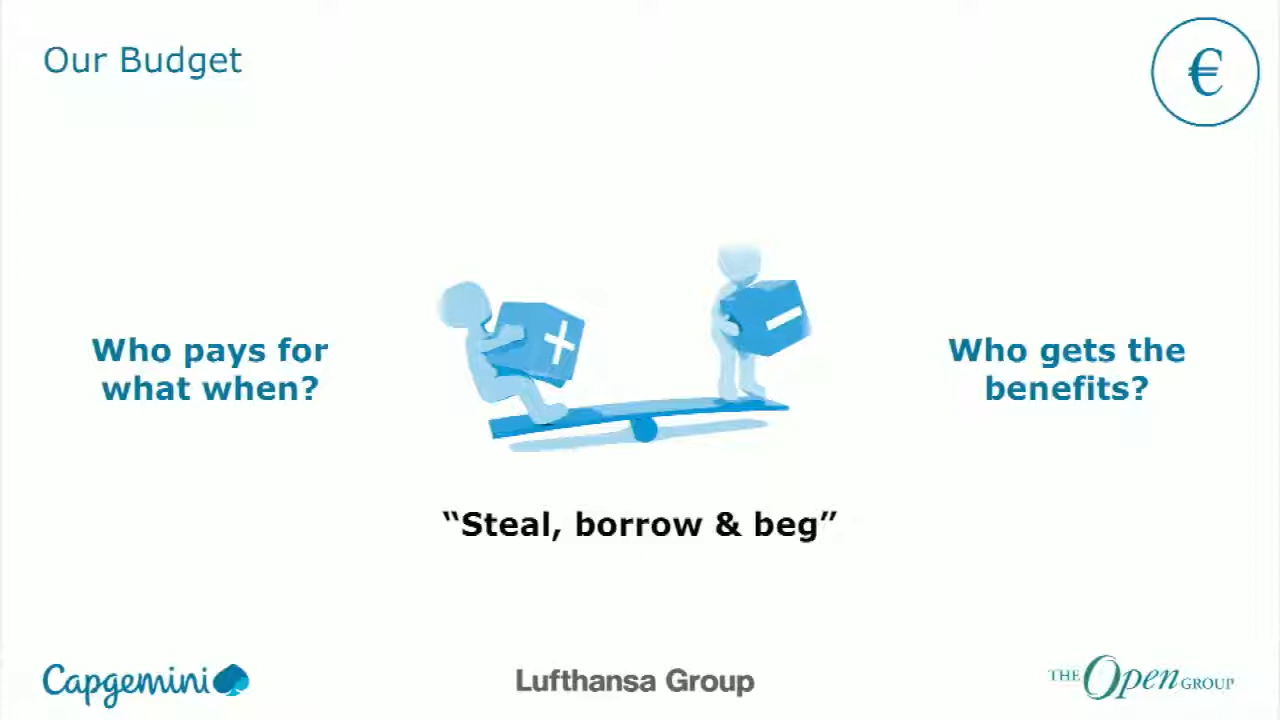 Our Budget
€
Who pays for
what when?
Who gets the
benefits?
+
−
“Steal, borrow & beg”
Capgemini
Lufthansa Group
THE Open GROUP